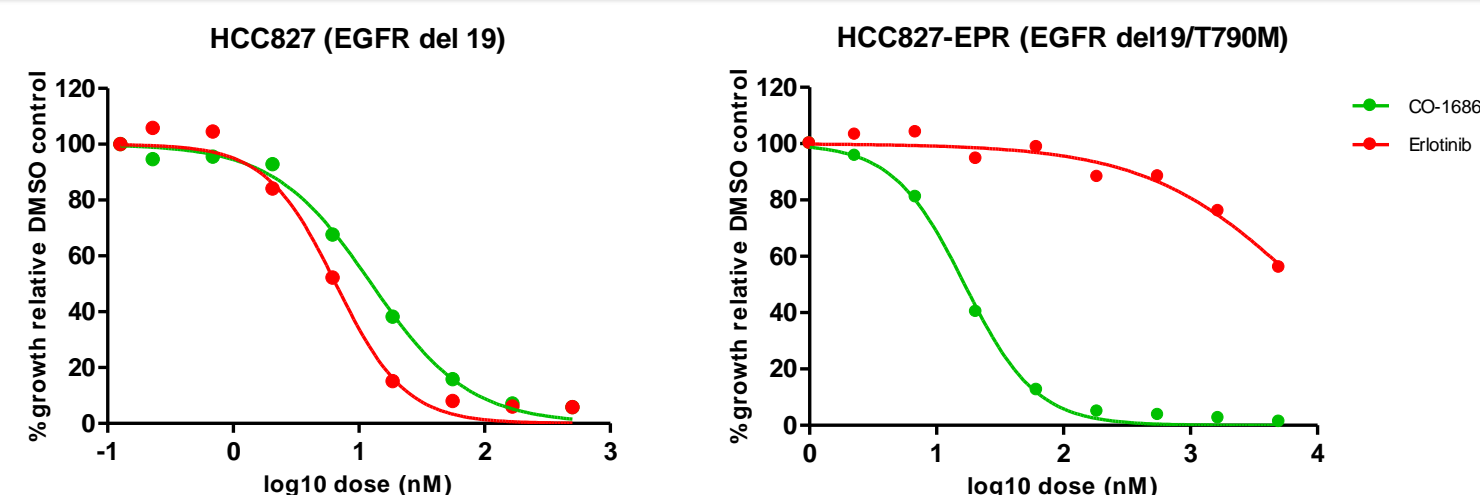 HCC827 (EGFR del 19)
%growth relative DMSO control
120
100
80
60
40
20
0
-1 0 1 2 3
log10 dose (nM)
HCC827-EPR (EGFR del19/T790M)
%growth relative DMSO control
120
100
80
60
40
20
0
0 1 2 3 4
log10 dose (nM)
CO-1686
Erlotinib